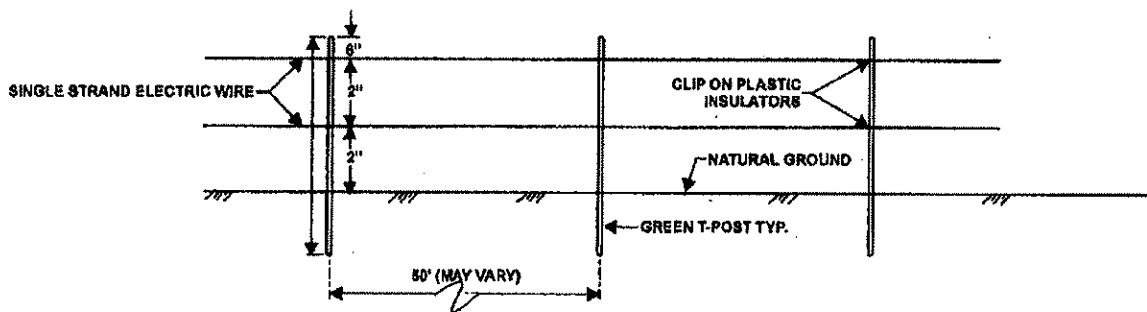 6"
SINGLE STRAND ELECTRIC WIRE
2"
CLIP ON PLASTIC
INSULATORS
2"
NATURAL GROUND
GREEN T-POST TYP.
50' (MAY VARY)